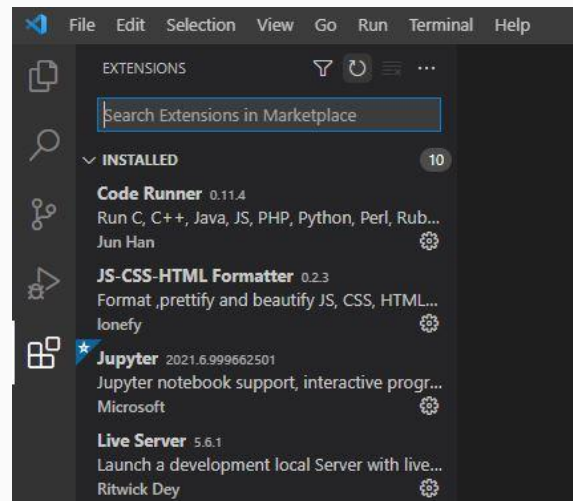 File Edit Selection View Go Run Terminal Help
EXTENSIONS
Search Extensions in Marketplace
INSTALLED 10
Code Runner 0.11.4
Run C, C++, Java, JS, PHP, Python, Perl, Rub...
Jun Han
JS-CSS-HTML Formatter 0.2.3
Format ,prettify and beautify JS, CSS, HTML...
lonefy
Jupyter 2021.6.999662501
Jupyter notebook support, interactive progr...
Microsoft
Live Server 5.6.1
Launch a development local Server with live...
Ritwick Dey